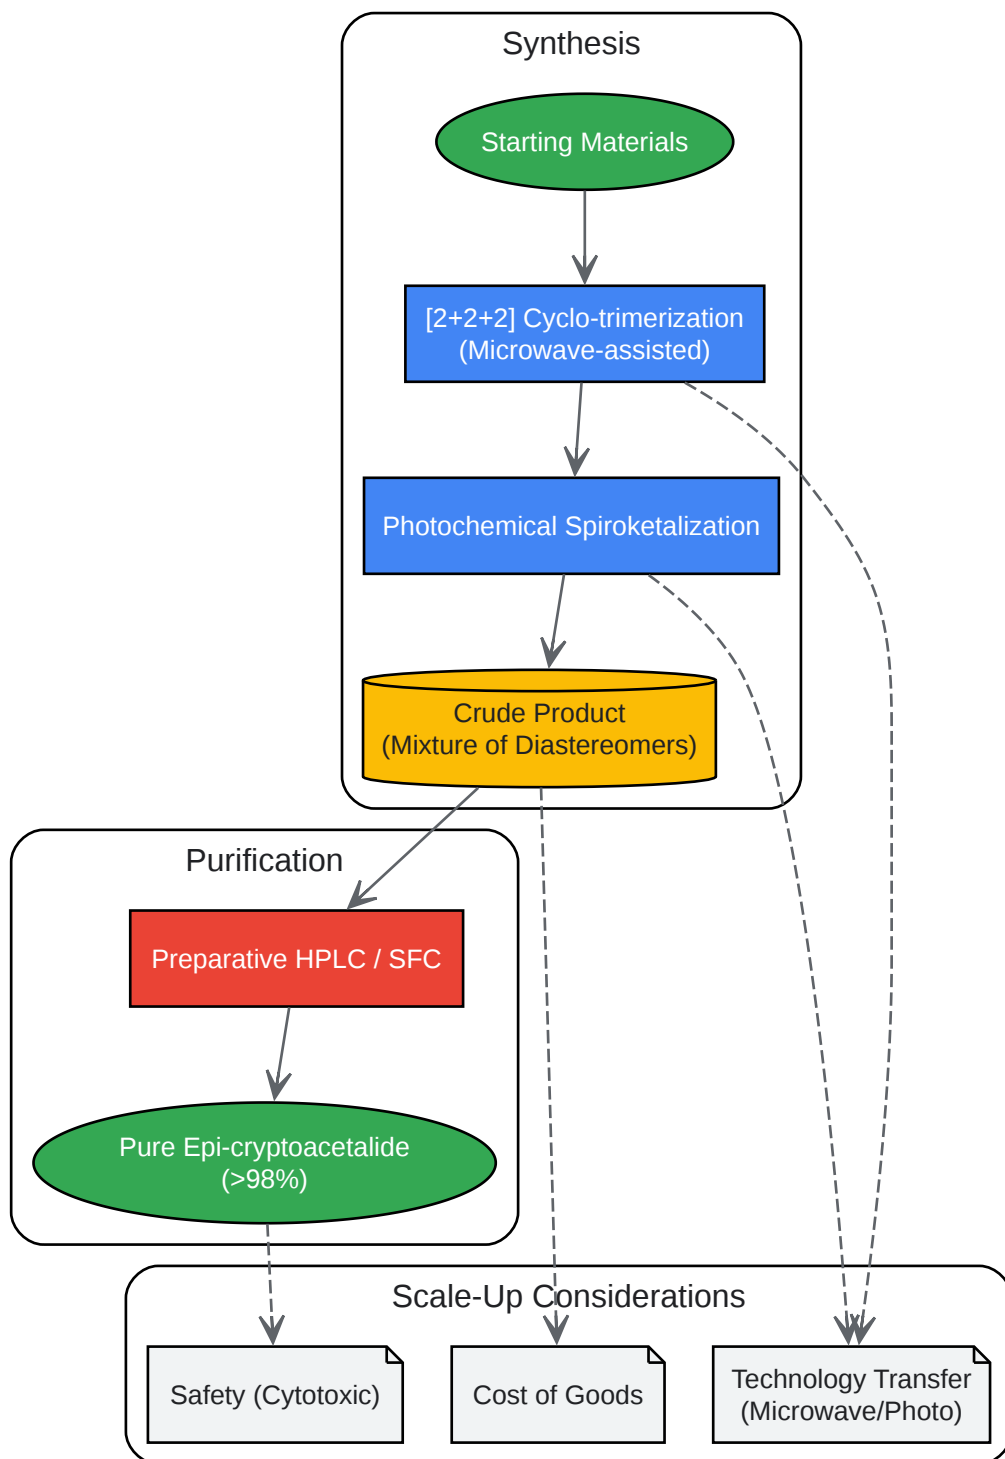 Synthesis
Starting Materials
[2+2+2] Cyclo-trimerization
(Microwave-assisted)
Photochemical Spiroketalization
Crude Product
(Mixture of Diastereomers)
Purification
Preparative HPLC / SFC
Pure Epi-cryptoacetalide
(>98%)
Scale-Up Considerations
Safety (Cytotoxic)
Cost of Goods
Technology Transfer
(Microwave/Photo)